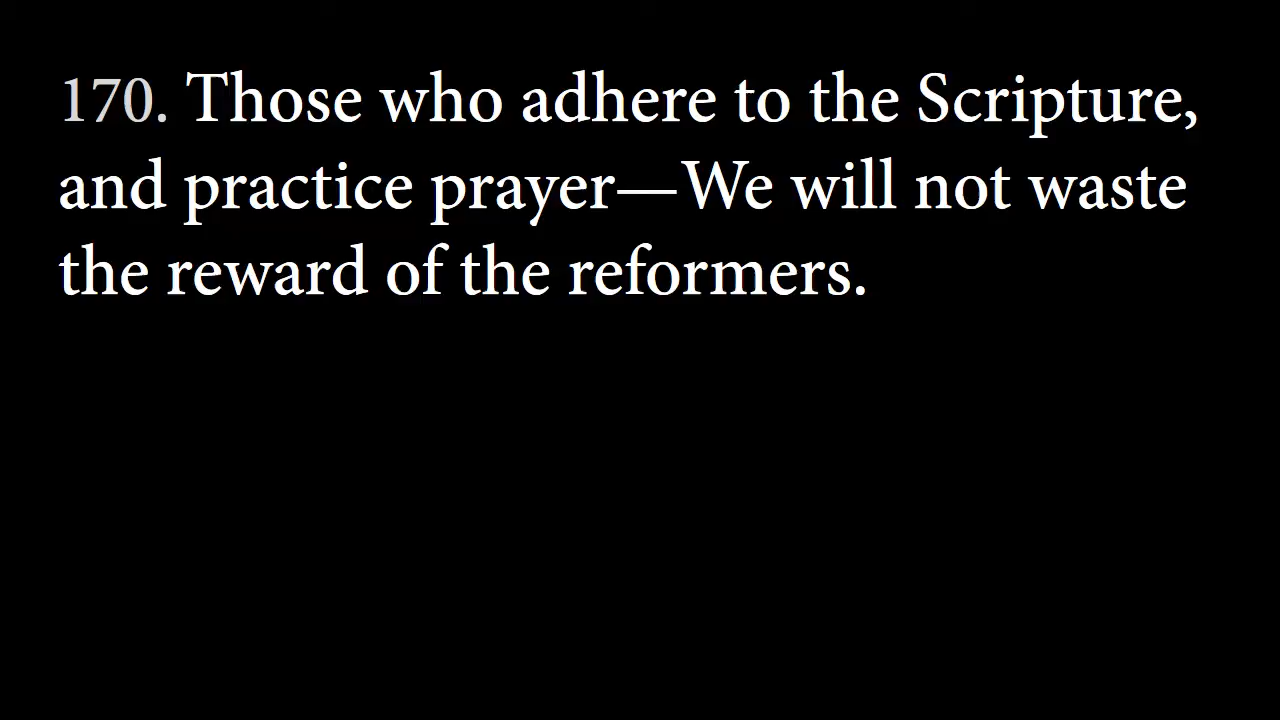 170. Those who adhere to the Scripture,
and practice prayer—We will not waste
the reward of the reformers.